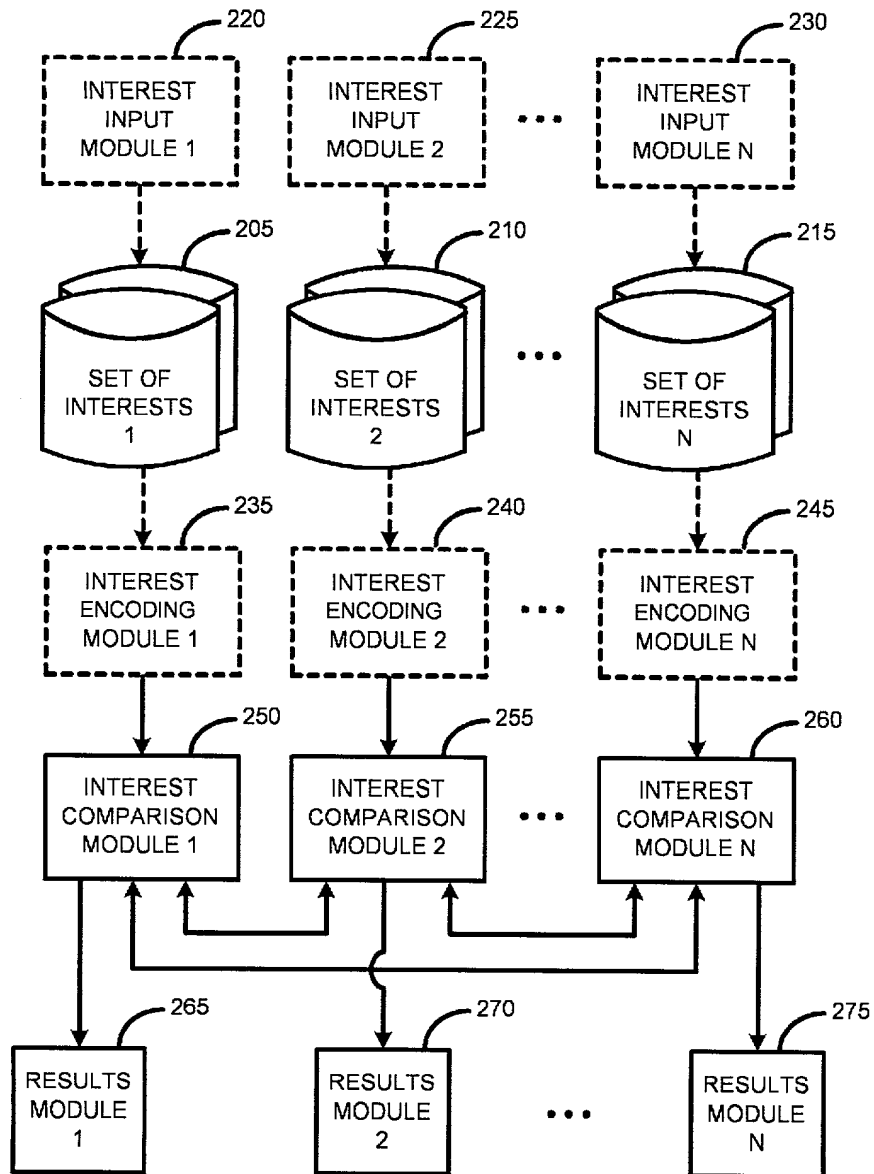 220
225
230
INTEREST
INPUT
MODULE 1
INTEREST
INPUT
MODULE 2
INTEREST
INPUT
MODULE N
205
210
215
SET OF
INTERESTS
1
SET OF
INTERESTS
2
SET OF
INTERESTS
N
235
240
245
INTEREST
ENCODING
MODULE 1
INTEREST
ENCODING
MODULE 2
INTEREST
ENCODING
MODULE N
250
255
260
INTEREST
COMPARISON
MODULE 1
INTEREST
COMPARISON
MODULE 2
INTEREST
COMPARISON
MODULE N
265
270
275
RESULTS
MODULE
1
RESULTS
MODULE
2
RESULTS
MODULE
N